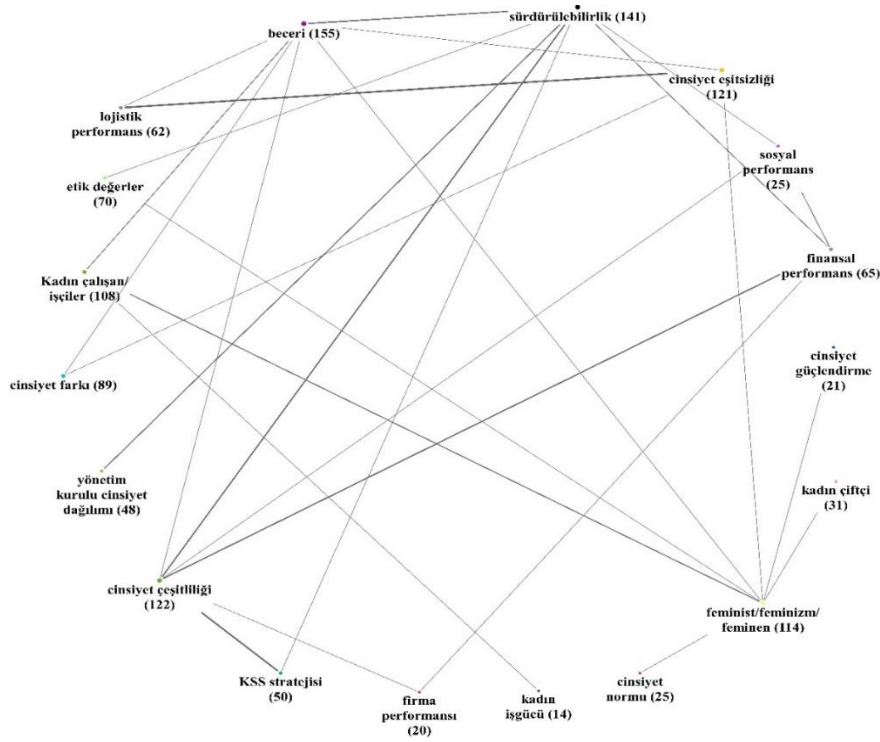 sürdürülebilirlik (141)
beceri (155)
cinsiyet eşitsizliği
(121)
lojistik
performans (62)
sosyal
performans
(25)
etik değerler
(70)
finansal
performans (65)
Kadın çalışan/
işçiler (108)
cinsiyet
güçlendirme
(21)
cinsiyet farkı (89)
yönetim
kurulu cinsiyet
dağılımı (48)
kadın çiftçi
(31)
cinsiyet çeşitliliği
(122)
feminist/feminizm/
feminen (114)
KSS stratejisi
(50)
firma
performansı
(20)
kadın
işgücü (14)
cinsiyet
normu (25)